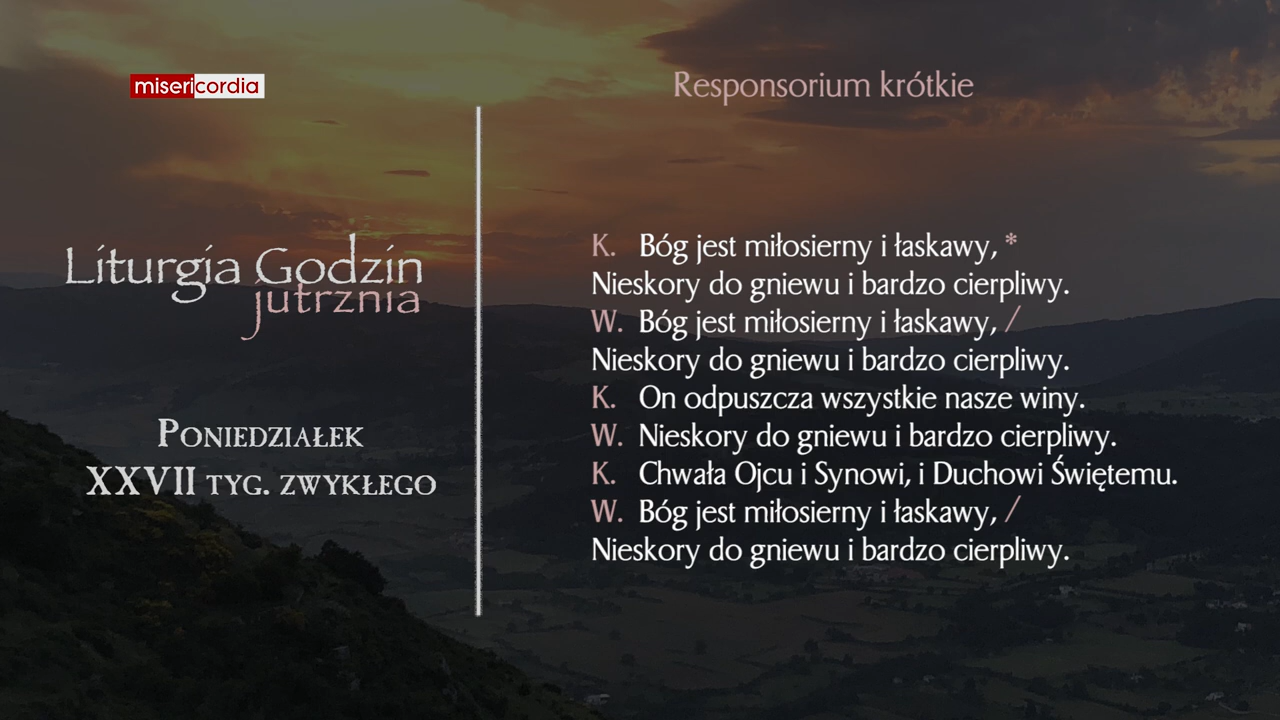 misericordia
Liturgia Godzin
jutrznia
Poniedziałek
XXVII tyg. zwykłego
Responsorium krótkie
K. Bóg jest miłosierny i łaskawy, *
Nieskory do gniewu i bardzo cierpliwy.
W. Bóg jest miłosierny i łaskawy, /
Nieskory do gniewu i bardzo cierpliwy.
K. On odpuszcza wszystkie nasze winy.
W. Nieskory do gniewu i bardzo cierpliwy.
K. Chwała Ojcu i Synowi, i Duchowi Świętemu.
W. Bóg jest miłosierny i łaskawy, /
Nieskory do gniewu i bardzo cierpliwy.